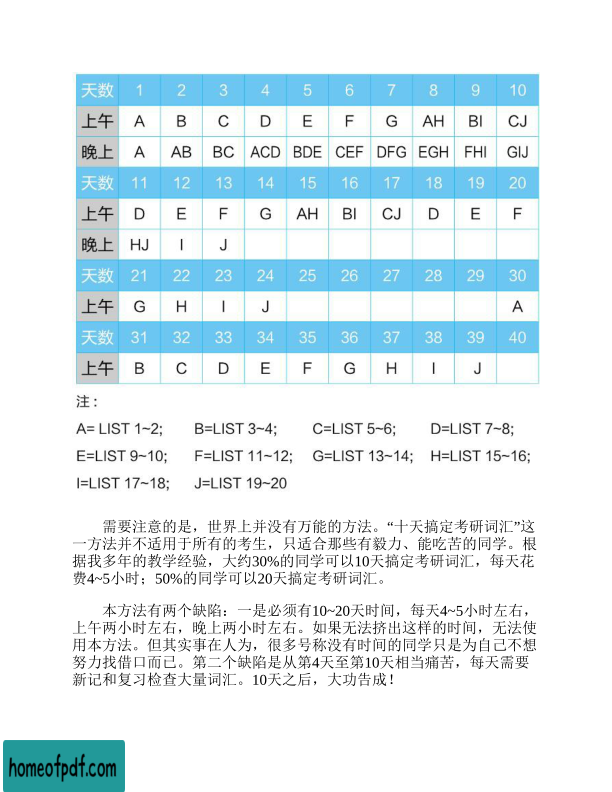 天数 1 2 3 4 5 6 7 8 9 10
上午 A B C D E F G AH BI CJ
晚上 A AB BC ACD BDE CEF DFG EGH FHI GIJ
天数 11 12 13 14 15 16 17 18 19 20
上午 D E F G AH BI CJ D E F
晚上 HJ I J
天数 21 22 23 24 25 26 27 28 29 30
上午 G H I J A
天数 31 32 33 34 35 36 37 38 39 40
上午 B C D E F G H I J
注：
A= LIST 1~2; B=LIST 3~4; C=LIST 5~6; D=LIST 7~8;
E=LIST 9~10; F=LIST 11~12; G=LIST 13~14; H=LIST 15~16;
I=LIST 17~18; J=LIST 19~20
需要注意的是，世界上并没有万能的方法。“十天搞定考研词汇”这
一方法并不适用于所有的考生，只适合那些有毅力、能吃苦的同学。根
据我多年的教学经验，大约30%的同学可以10天搞定考研词汇，每天花
费4~5小时；50%的同学可以20天搞定考研词汇。
本方法有两个缺陷：一是必须有10~20天时间，每天4~5小时左右，
上午两小时左右，晚上两小时左右。如果无法挤出这样的时间，无法使
用本方法。但其实事在人为，很多号称没有时间的同学只是为自己不想
努力找借口而已。第二个缺陷是从第4天至第10天相当痛苦，每天需要
新记和复习检查大量词汇。10天之后，大功告成！
homeofpdf.com